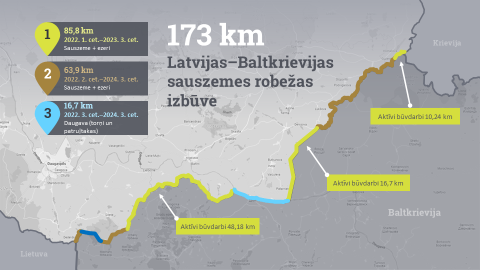 1
85,8 km
2022. 1. cet.–2023. 3. cet.
Sauszeme + ezeri
2
63,9 km
2022. 2. cet.–2024. 3. cet.
Sauszeme + ezeri
3
16,7 km
2022. 3. cet.–2024. 3. cet.
Daugava (torņi un
patruļtakas)
173 km
Latvijas–Baltkrievijas
sauszemes robežas
izbūve
Krievija
Aktīvi būvdarbi 10,24 km
Aktīvi būvdarbi 16,7 km
Baltkrievija
Aktīvi būvdarbi 48,18 km
Lietuva